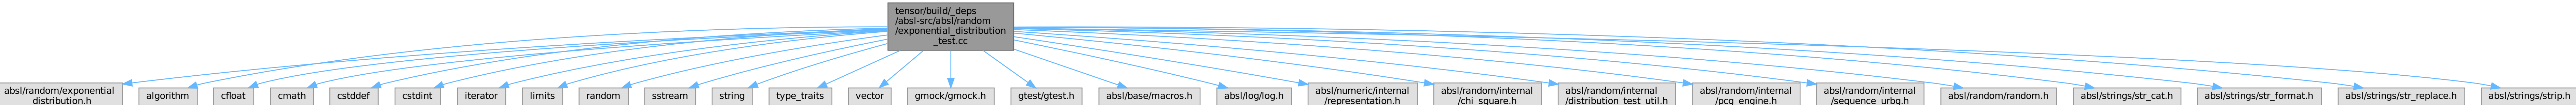 tensor/build/_deps
/absl-src/absl/random
/exponential_distribution
_test.cc
absl/random/exponential
_distribution.h
algorithm
cfloat
cmath
cstddef
cstdint
iterator
limits
random
sstream
string
type_traits
vector
gmock/gmock.h
gtest/gtest.h
absl/base/macros.h
absl/log/log.h
absl/numeric/internal
/representation.h
absl/random/internal
/chi_square.h
absl/random/internal
/distribution_test_util.h
absl/random/internal
/pcg_engine.h
absl/random/internal
/sequence_urbg.h
absl/random/random.h
absl/strings/str_cat.h
absl/strings/str_format.h
absl/strings/str_replace.h
absl/strings/strip.h